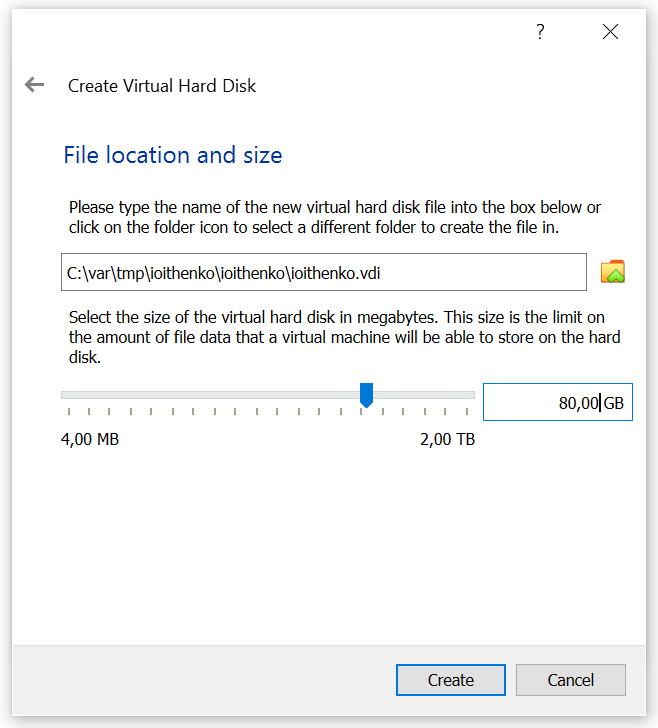 ?
Create Virtual Hard Disk
File location and size
Please type the name of the new virtual hard disk file into the box below or
click on the folder icon to select a different folder to create the file in.
C:\var\tmp\ioithenko\ioithenko\ioithenko.vdi
Select the size of the virtual hard disk in megabytes. This size is the limit on
the amount of file data that a virtual machine will be able to store on the hard
disk.
80,00 GB
4,00 MB 2,00 TB
Create Cancel